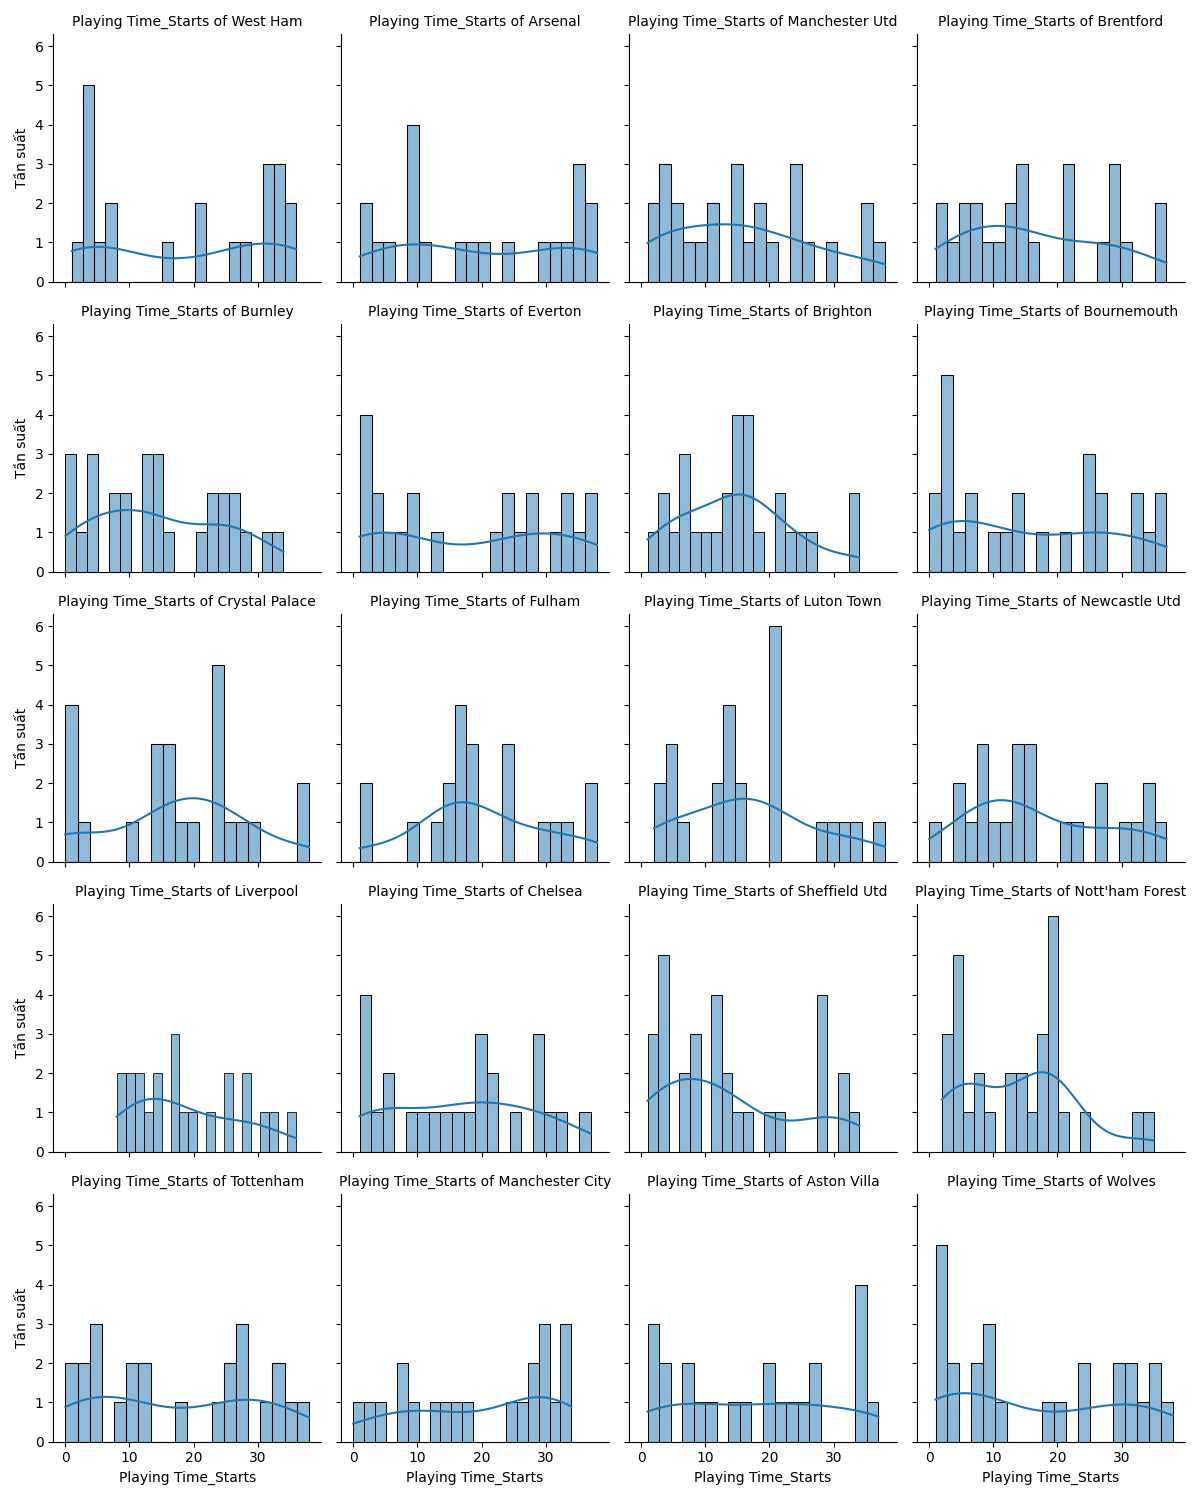 Playing Time_Starts of West Ham
Playing Time_Starts of Arsenal
Playing Time_Starts of Manchester Utd
Playing Time_Starts of Brentford
6
5
4
3
2
1
0
Tần suất
Playing Time_Starts of Burnley
Playing Time_Starts of Everton
Playing Time_Starts of Brighton
Playing Time_Starts of Bournemouth
6
5
4
3
2
1
0
Tần suất
Playing Time_Starts of Crystal Palace
Playing Time_Starts of Fulham
Playing Time_Starts of Luton Town
Playing Time_Starts of Newcastle Utd
6
5
4
3
2
1
0
Tần suất
Playing Time_Starts of Liverpool
Playing Time_Starts of Chelsea
Playing Time_Starts of Sheffield Utd
Playing Time_Starts of Nott'ham Forest
6
5
4
3
2
1
0
Tần suất
Playing Time_Starts of Tottenham
Playing Time_Starts of Manchester City
Playing Time_Starts of Aston Villa
Playing Time_Starts of Wolves
6
5
4
3
2
1
0
Tần suất
0 10 20 30
0 10 20 30
0 10 20 30
0 10 20 30
Playing Time_Starts
Playing Time_Starts
Playing Time_Starts
Playing Time_Starts